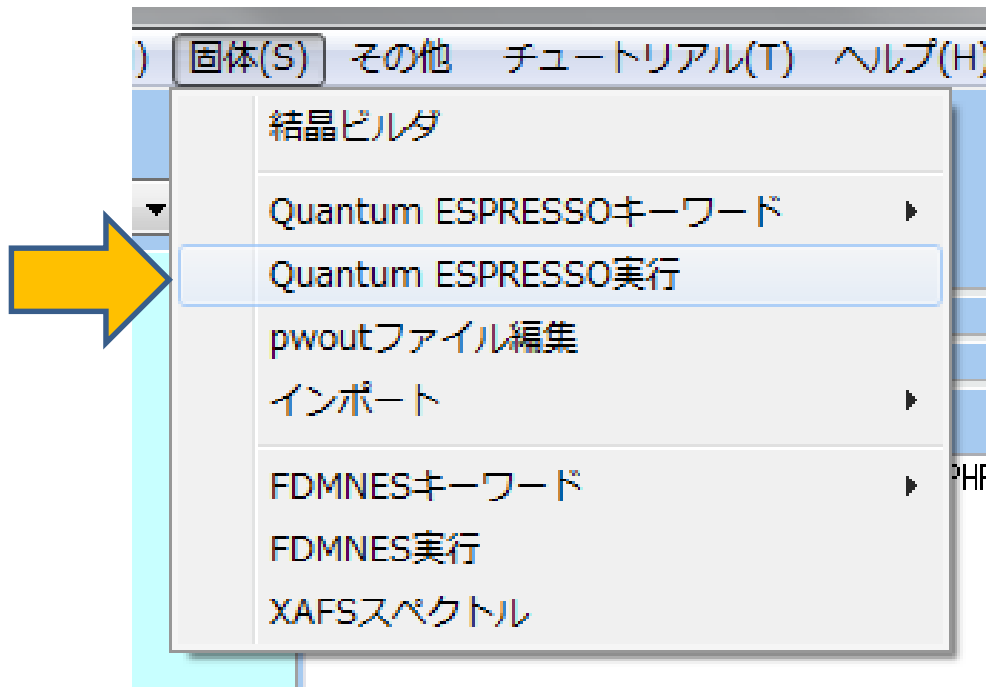 ) 固体(S) その他 チュートリアル(T) ヘルプ(H)
結晶ビルダ
Quantum ESPRESSOキーワード
Quantum ESPRESSO実行
pwoutファイル編集
インポート
FDMNESキーワード
FDMNES実行
XAFSスペクトル